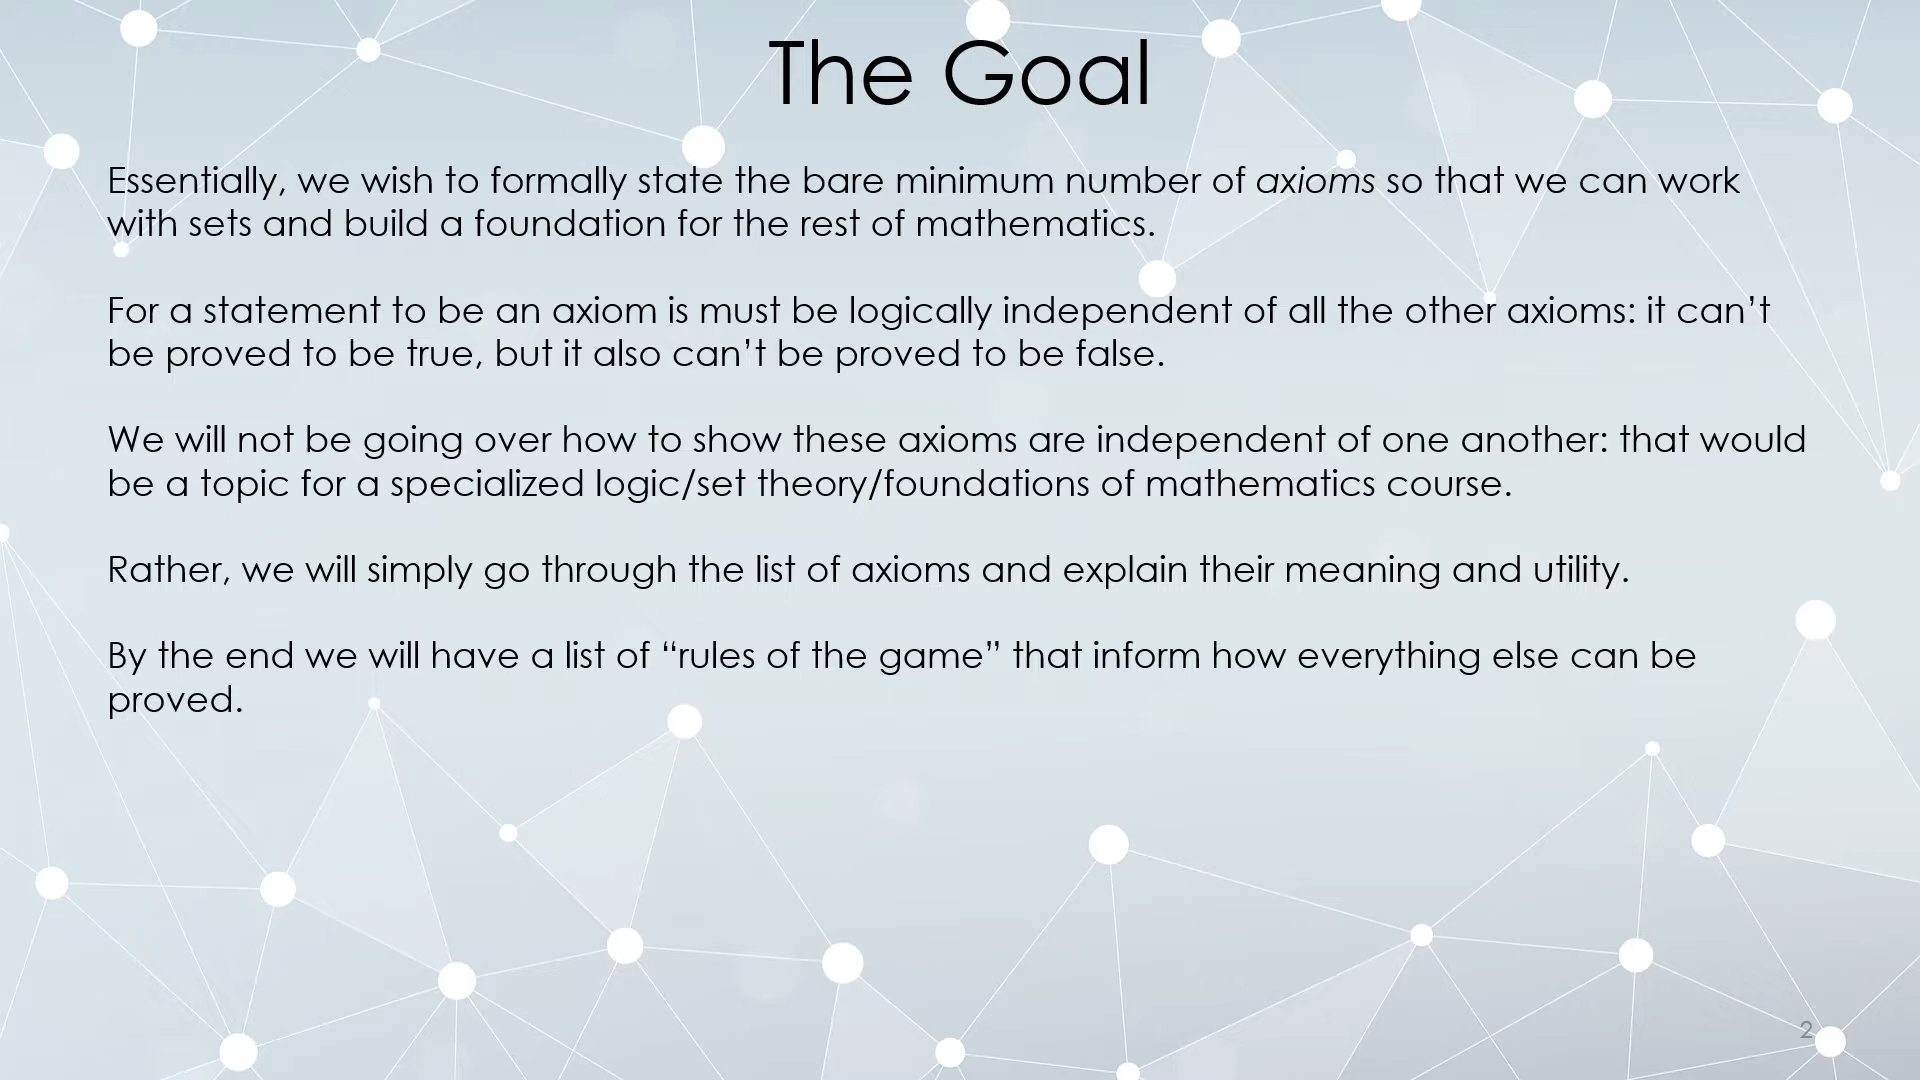 The Goal
Essentially, we wish to formally state the bare minimum number of axioms so that we can work
with sets and build a foundation for the rest of mathematics.
For a statement to be an axiom is must be logically independent of all the other axioms: it can’t
be proved to be true, but it also can’t be proved to be false.
We will not be going over how to show these axioms are independent of one another: that would
be a topic for a specialized logic/set theory/foundations of mathematics course.
Rather, we will simply go through the list of axioms and explain their meaning and utility.
By the end we will have a list of “rules of the game” that inform how everything else can be
proved.
2